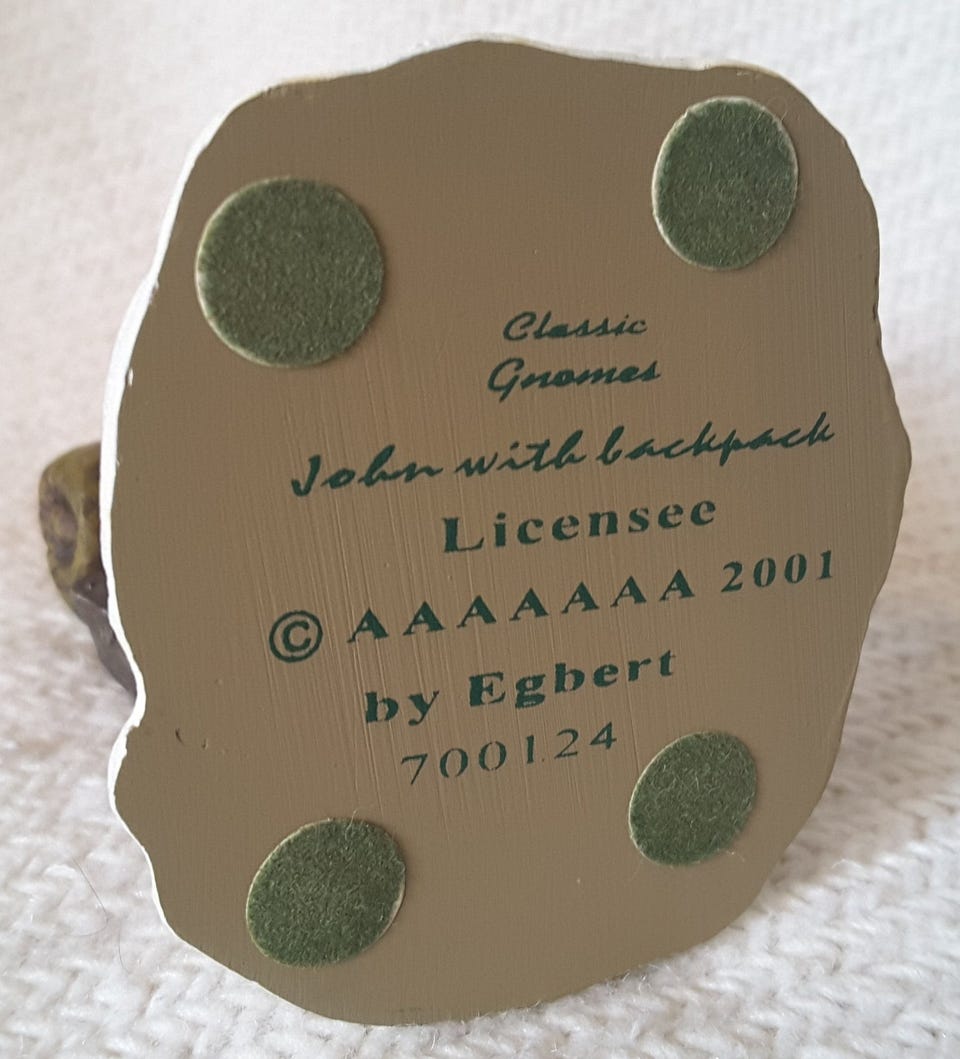 Classic
Gnomes
John with backpack
Licensee
© AAAAAAA 2001
by Egbert
700124